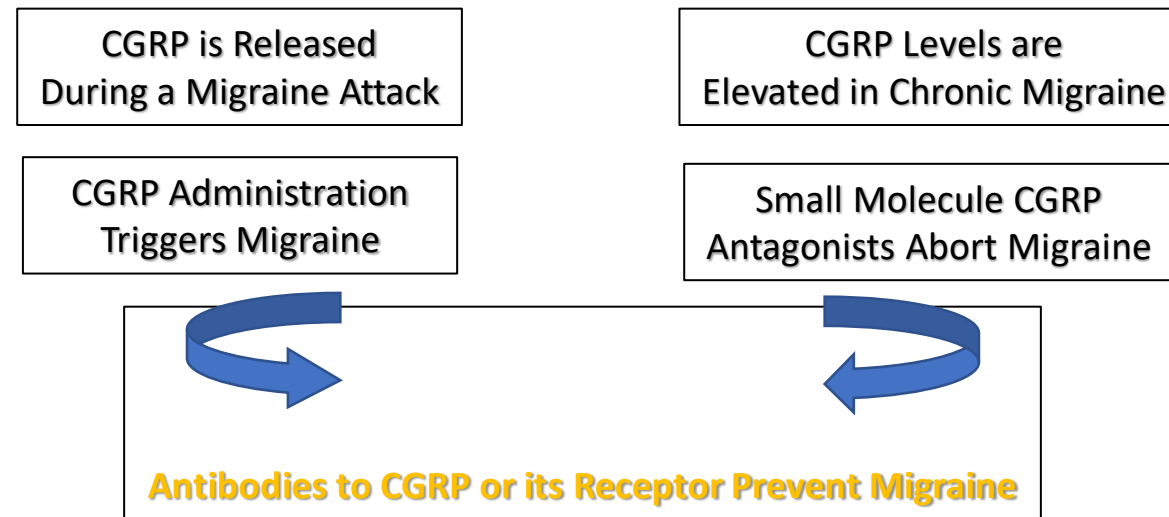 CGRP is Released
During a Migraine Attack
CGRP Levels are
Elevated in Chronic Migraine
CGRP Administration
Triggers Migraine
Small Molecule CGRP
Antagonists Abort Migraine
Antibodies to CGRP or its Receptor Prevent Migraine